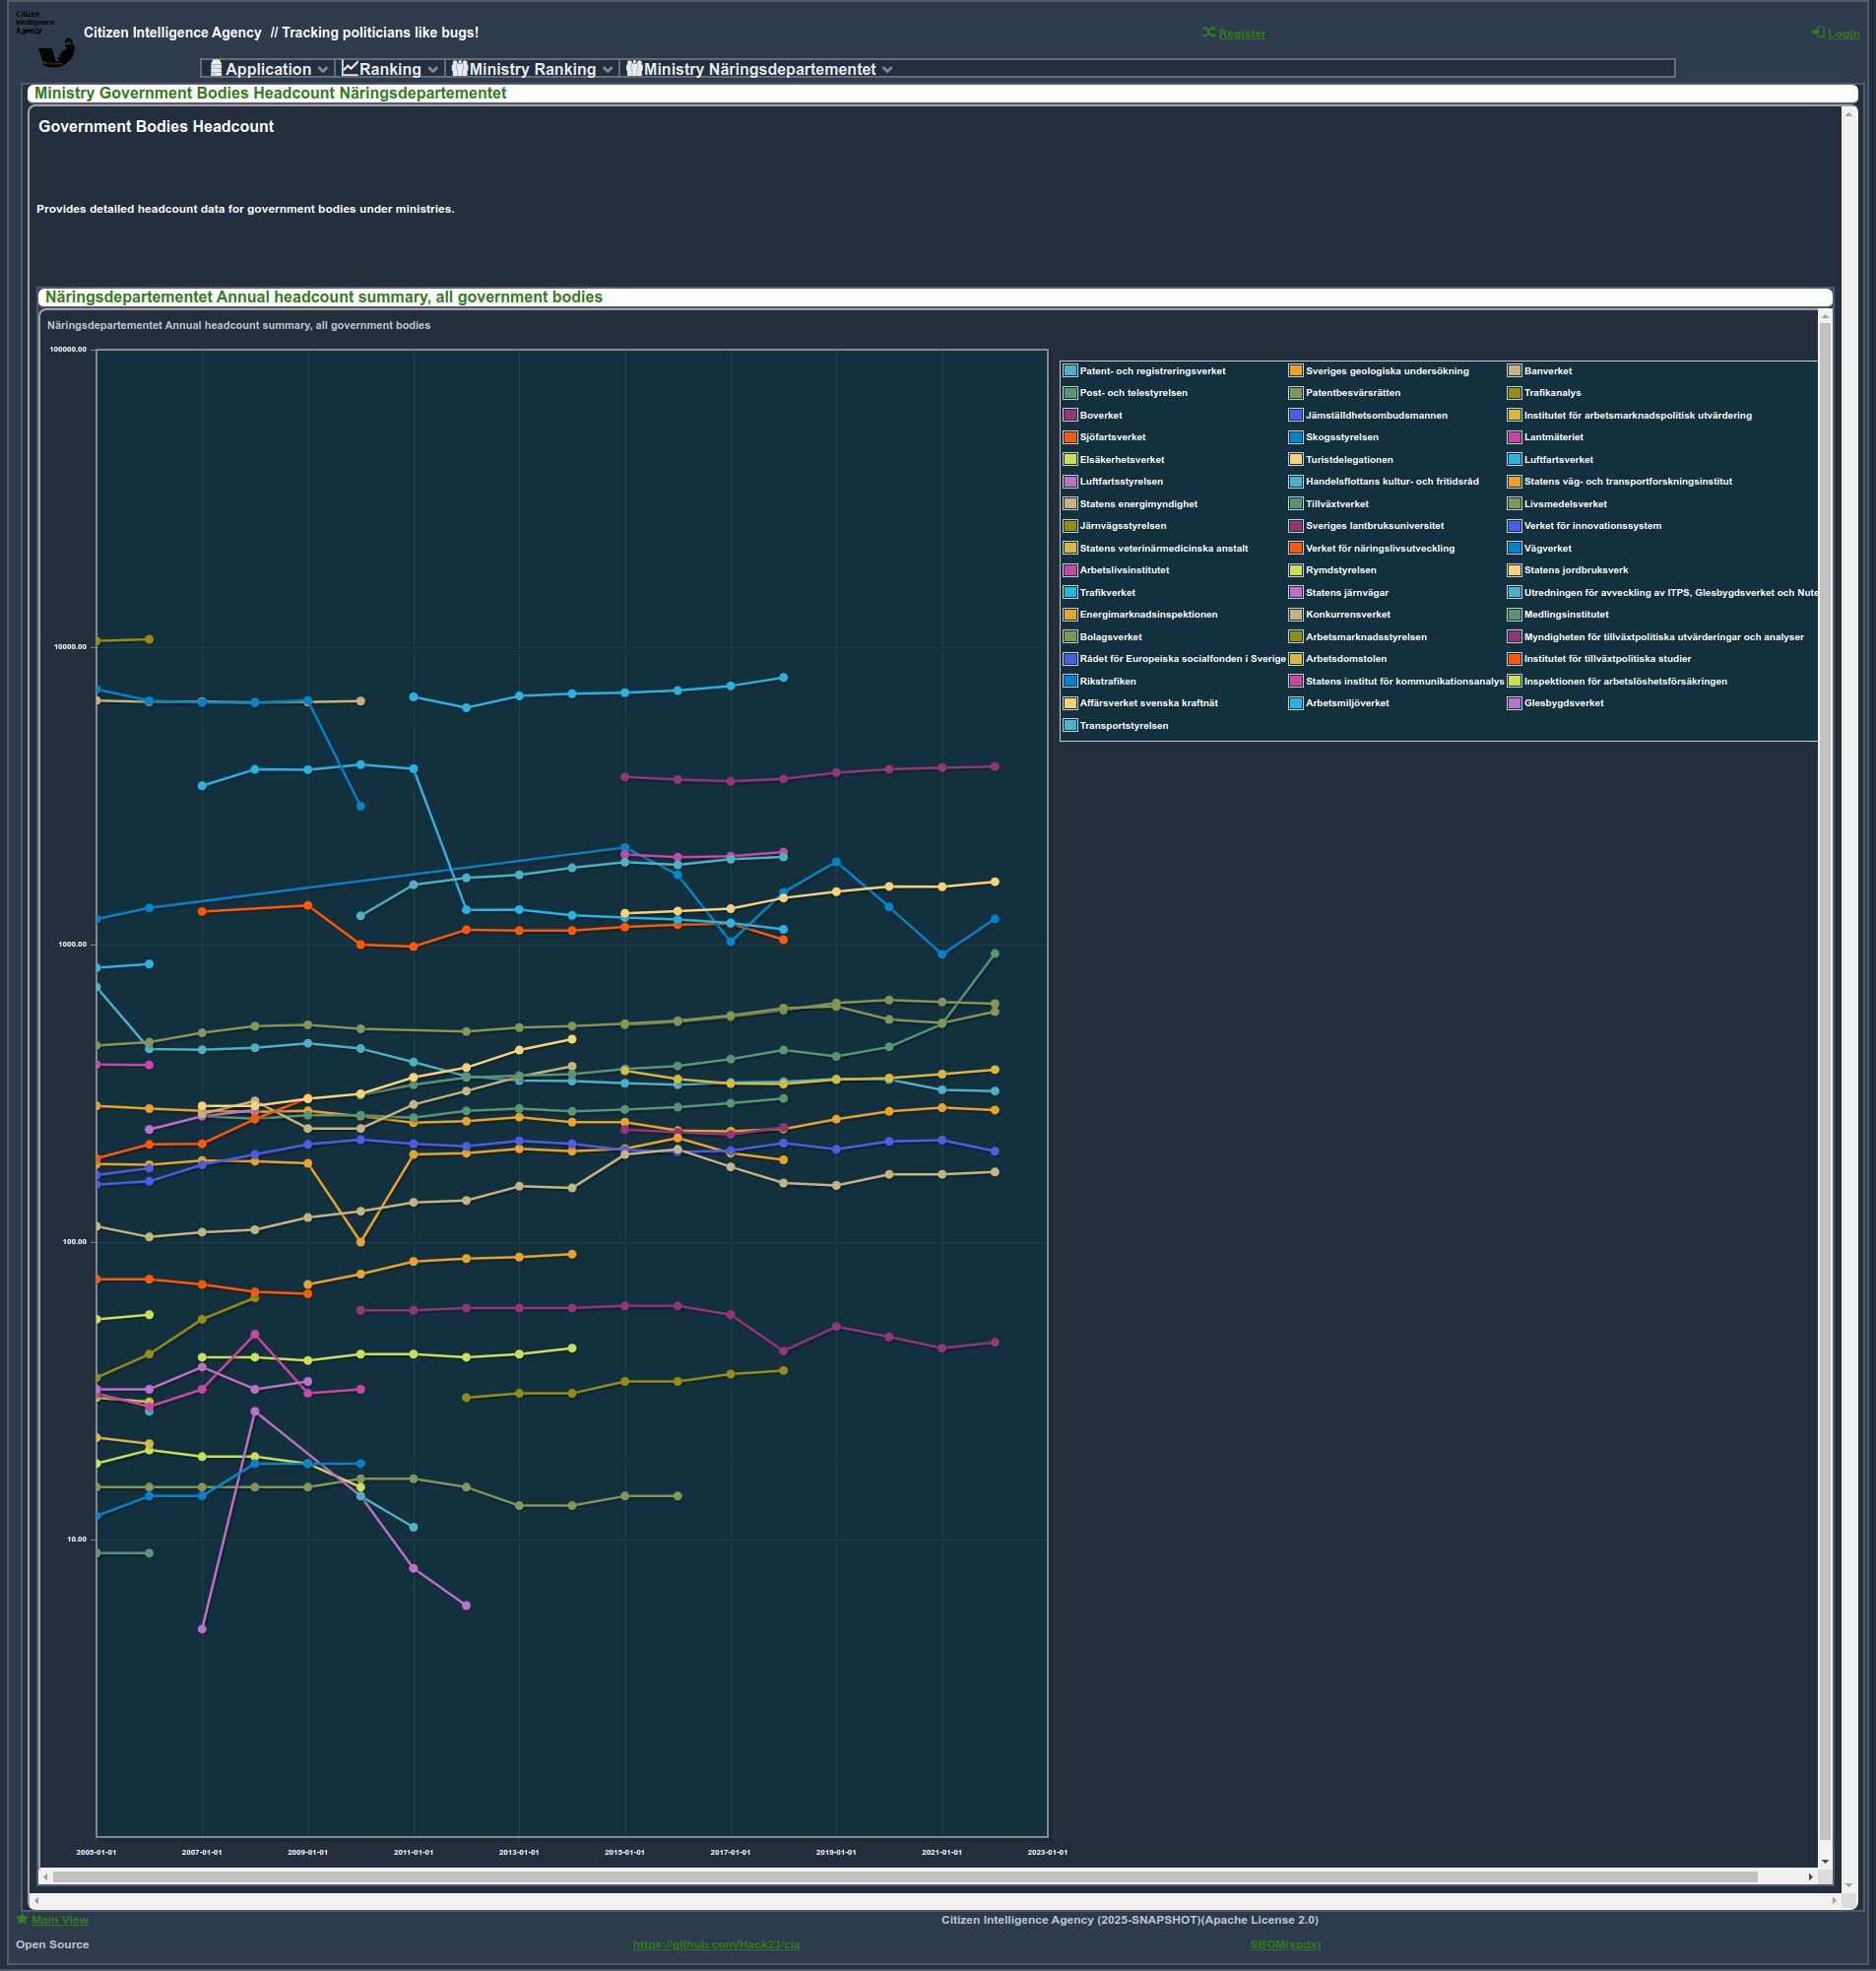 Citizen
Intelligence
Agency
Citizen Intelligence Agency // Tracking politicians like bugs!
Register
Login
Application
Ranking
Ministry Ranking
Ministry Näringsdepartementet
Ministry Government Bodies Headcount Näringsdepartementet
Government Bodies Headcount
Provides detailed headcount data for government bodies under ministries.
Näringsdepartementet Annual headcount summary, all government bodies
Näringsdepartementet Annual headcount summary, all government bodies
100000.00
10000.00
1000.00
100.00
10.00
2005-01-01 2007-01-01 2009-01-01 2011-01-01 2013-01-01 2015-01-01 2017-01-01 2019-01-01 2021-01-01 2023-01-01
Patent- och registreringsverket Sveriges geologiska undersökning Banverket
Post- och telestyrelsen Patentbesvärsrätten Trafikanalys
Boverket Jämställdhetsombudsmannen Institutet för arbetsmarknadspolitisk utvärdering
Sjöfartsverket Skogsstyrelsen Lantmäteriet
Elsäkerhetsverket Turistdelegationen Luftfartsverket
Luftfartsstyrelsen Handelsflottans kultur- och fritidsråd Statens väg- och transportforskningsinstitut
Statens energimyndighet Tillväxtverket Livsmedelsverket
Järnvägsstyrelsen Sveriges lantbruksuniversitet Verket för innovationssystem
Statens veterinärmedicinska anstalt Verket för näringslivsutveckling Vägverket
Arbetslivsinstitutet Rymdstyrelsen Statens jordbruksverk
Trafikverket Statens järnvägar Utredningen för avveckling av ITPS, Glesbygdsverket och Nute
Energimarknadsinspektionen Konkurrensverket Medlingsinstitutet
Bolagsverket Arbetsmarknadsstyrelsen Myndigheten för tillväxtpolitiska utvärderingar och analyser
Rådet för Europeiska socialfonden i Sverige Arbetsdomstolen Institutet för tillväxtpolitiska studier
Rikstrafiken Statens institut för kommunikationsanalys Inspektionen för arbetslöshetsförsäkringen
Affärsverket svenska kraftnät Arbetsmiljöverket Glesbygdsverket
Transportstyrelsen
Main View
Citizen Intelligence Agency (2025-SNAPSHOT)(Apache License 2.0)
Open Source
https://github.com/Hack23/cia
SBOM(spdx)